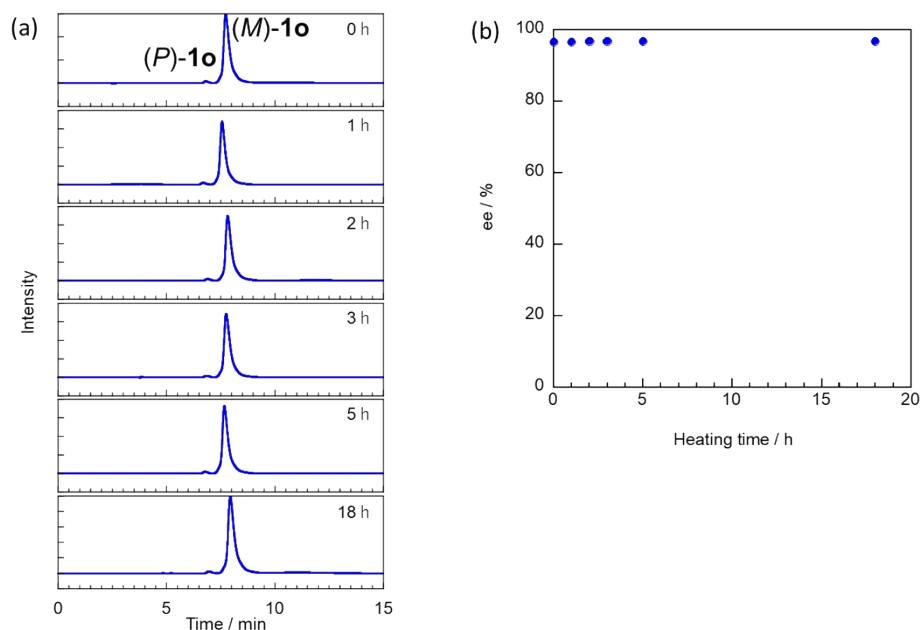 (a)
(M)-1o
0 h
(P)-1o
1 h
2 h
3 h
5 h
18 h
Intensity
0 5 10 15
Time / min
(b)
100
80
60
40
20
0
ee / %
0 5 10 15 20
Heating time / h